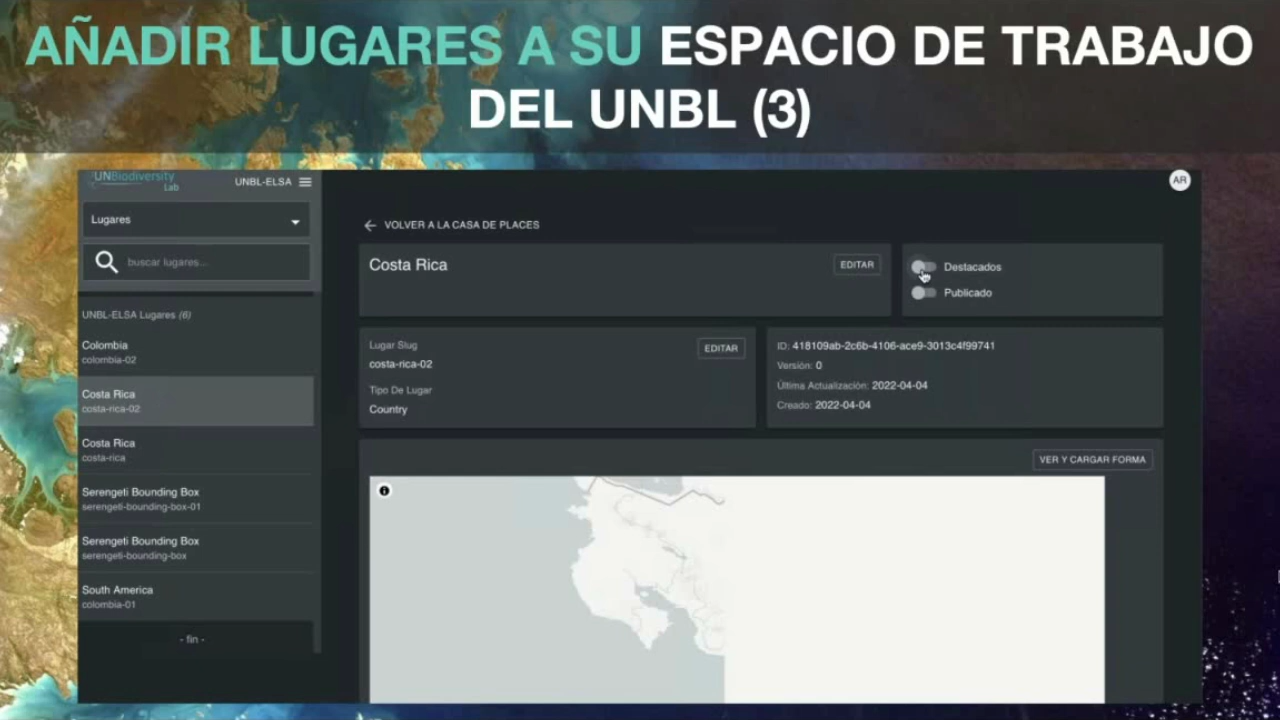 AÑADIR LUGARES A SU ESPACIO DE TRABAJO
DEL UNBL (3)
UNBiodiversity
Lab
UNBL-ELSA
AR
Lugares
buscar lugares...
UNBL-ELSA Lugares (6)
Colombia
colombia-02
Costa Rica
costa-rica-02
Costa Rica
costa-rica
Serengeti Bounding Box
serengeti-bounding-box-01
Serengeti Bounding Box
serengeti-bounding-box
South America
colombia-01
- fin -
VOLVER A LA CASA DE PLACES
Costa Rica
EDITAR
Destacados
Publicado
Lugar Slug
EDITAR
costa-rica-02
Tipo De Lugar
Country
ID: 418109ab-2c6b-4106-ace9-3013c4f99741
Versión: 0
Última Actualización: 2022-04-04
Creado: 2022-04-04
VER Y CARGAR FORMA